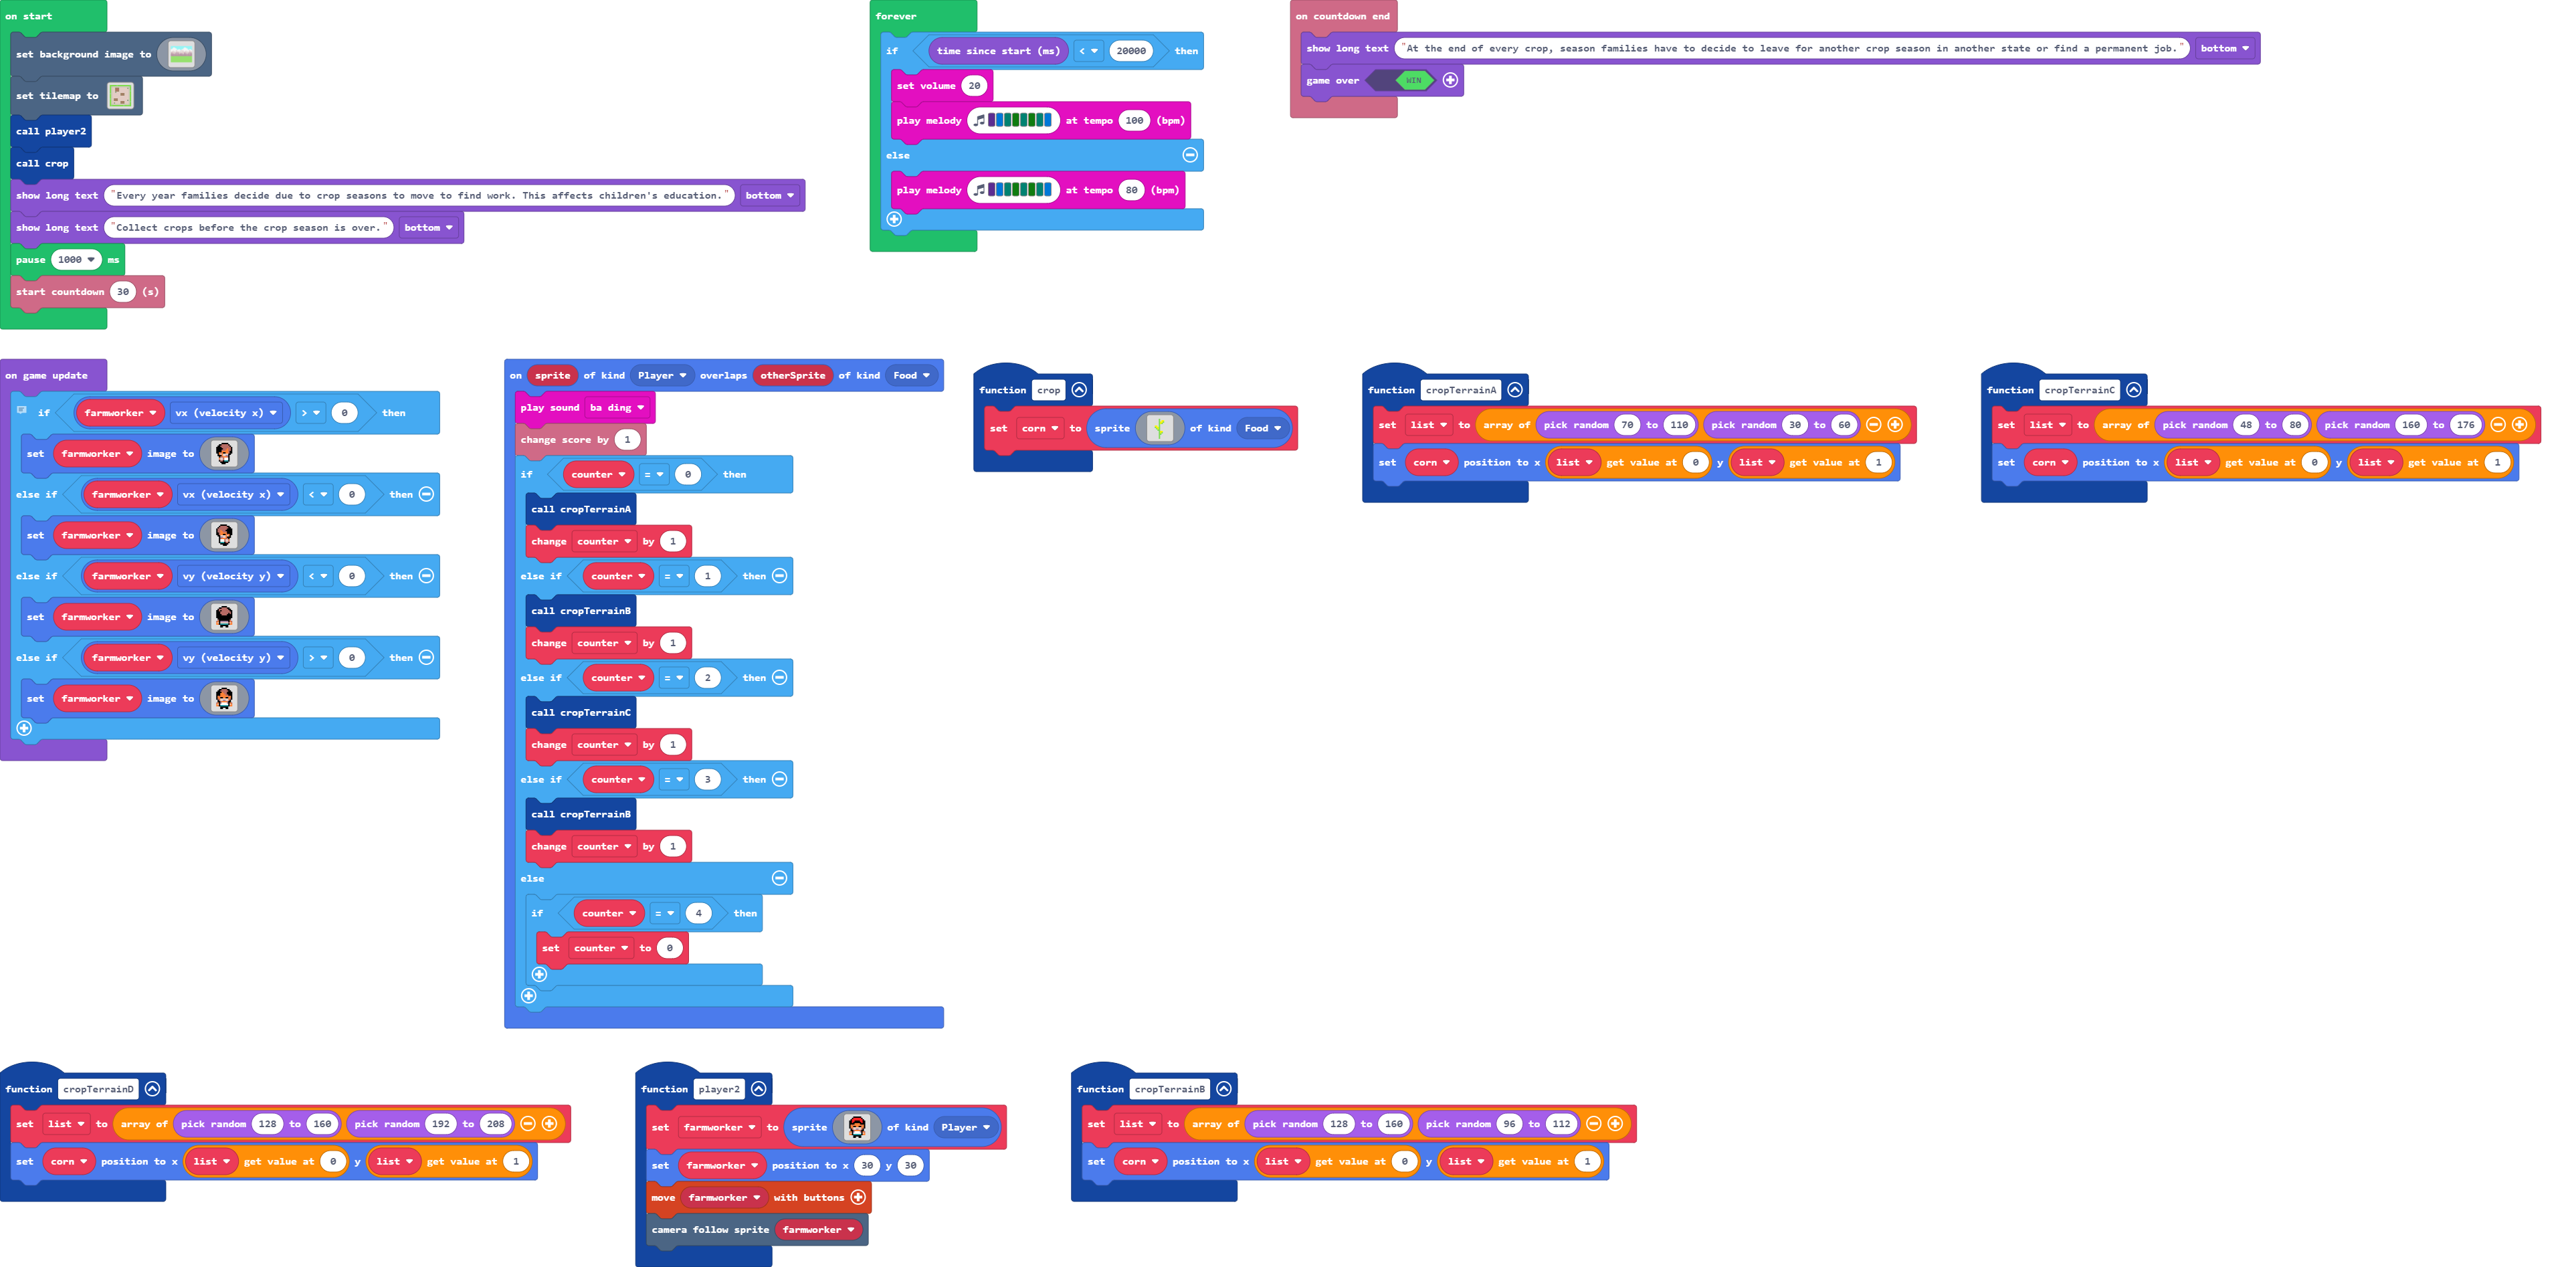 on start
set background image to
set tilemap to
call player2
call crop
show long text "Every year families decide due to crop seasons to move to find work. This affects children's education." bottom
show long text "Collect crops before the crop season is over." bottom
pause 1000 ms
start countdown 30 (s)
forever
if time since start (ms) < 20000 then
set volume 20
play melody at tempo 100 (bpm)
else
play melody at tempo 80 (bpm)
on countdown end
show long text "At the end of every crop, season families have to decide to leave for another crop season in another state or find a permanent job." bottom
game over WIN
on game update
if farmworker vx (velocity x) > 0 then
set farmworker image to
else if farmworker vx (velocity x) < 0 then
set farmworker image to
else if farmworker vy (velocity y) < 0 then
set farmworker image to
else if farmworker vy (velocity y) > 0 then
set farmworker image to
on sprite of kind Player overlaps otherSprite of kind Food
play sound ba ding
change score by 1
if counter = 0 then
call cropTerrainA
change counter by 1
else if counter = 1 then
call cropTerrainB
change counter by 1
else if counter = 2 then
call cropTerrainC
change counter by 1
else if counter = 3 then
call cropTerrainB
change counter by 1
else
if counter = 4 then
set counter to 0
function crop
set corn to sprite of kind Food
function cropTerrainA
set list to array of pick random 70 to 110 pick random 30 to 60
set corn position to x list get value at 0 y list get value at 1
function cropTerrainC
set list to array of pick random 48 to 80 pick random 160 to 176
set corn position to x list get value at 0 y list get value at 1
function cropTerrainD
set list to array of pick random 128 to 160 pick random 192 to 208
set corn position to x list get value at 0 y list get value at 1
function player2
set farmworker to sprite of kind Player
set farmworker position to x 30 y 30
move farmworker with buttons
camera follow sprite farmworker
function cropTerrainB
set list to array of pick random 128 to 160 pick random 96 to 112
set corn position to x list get value at 0 y list get value at 1